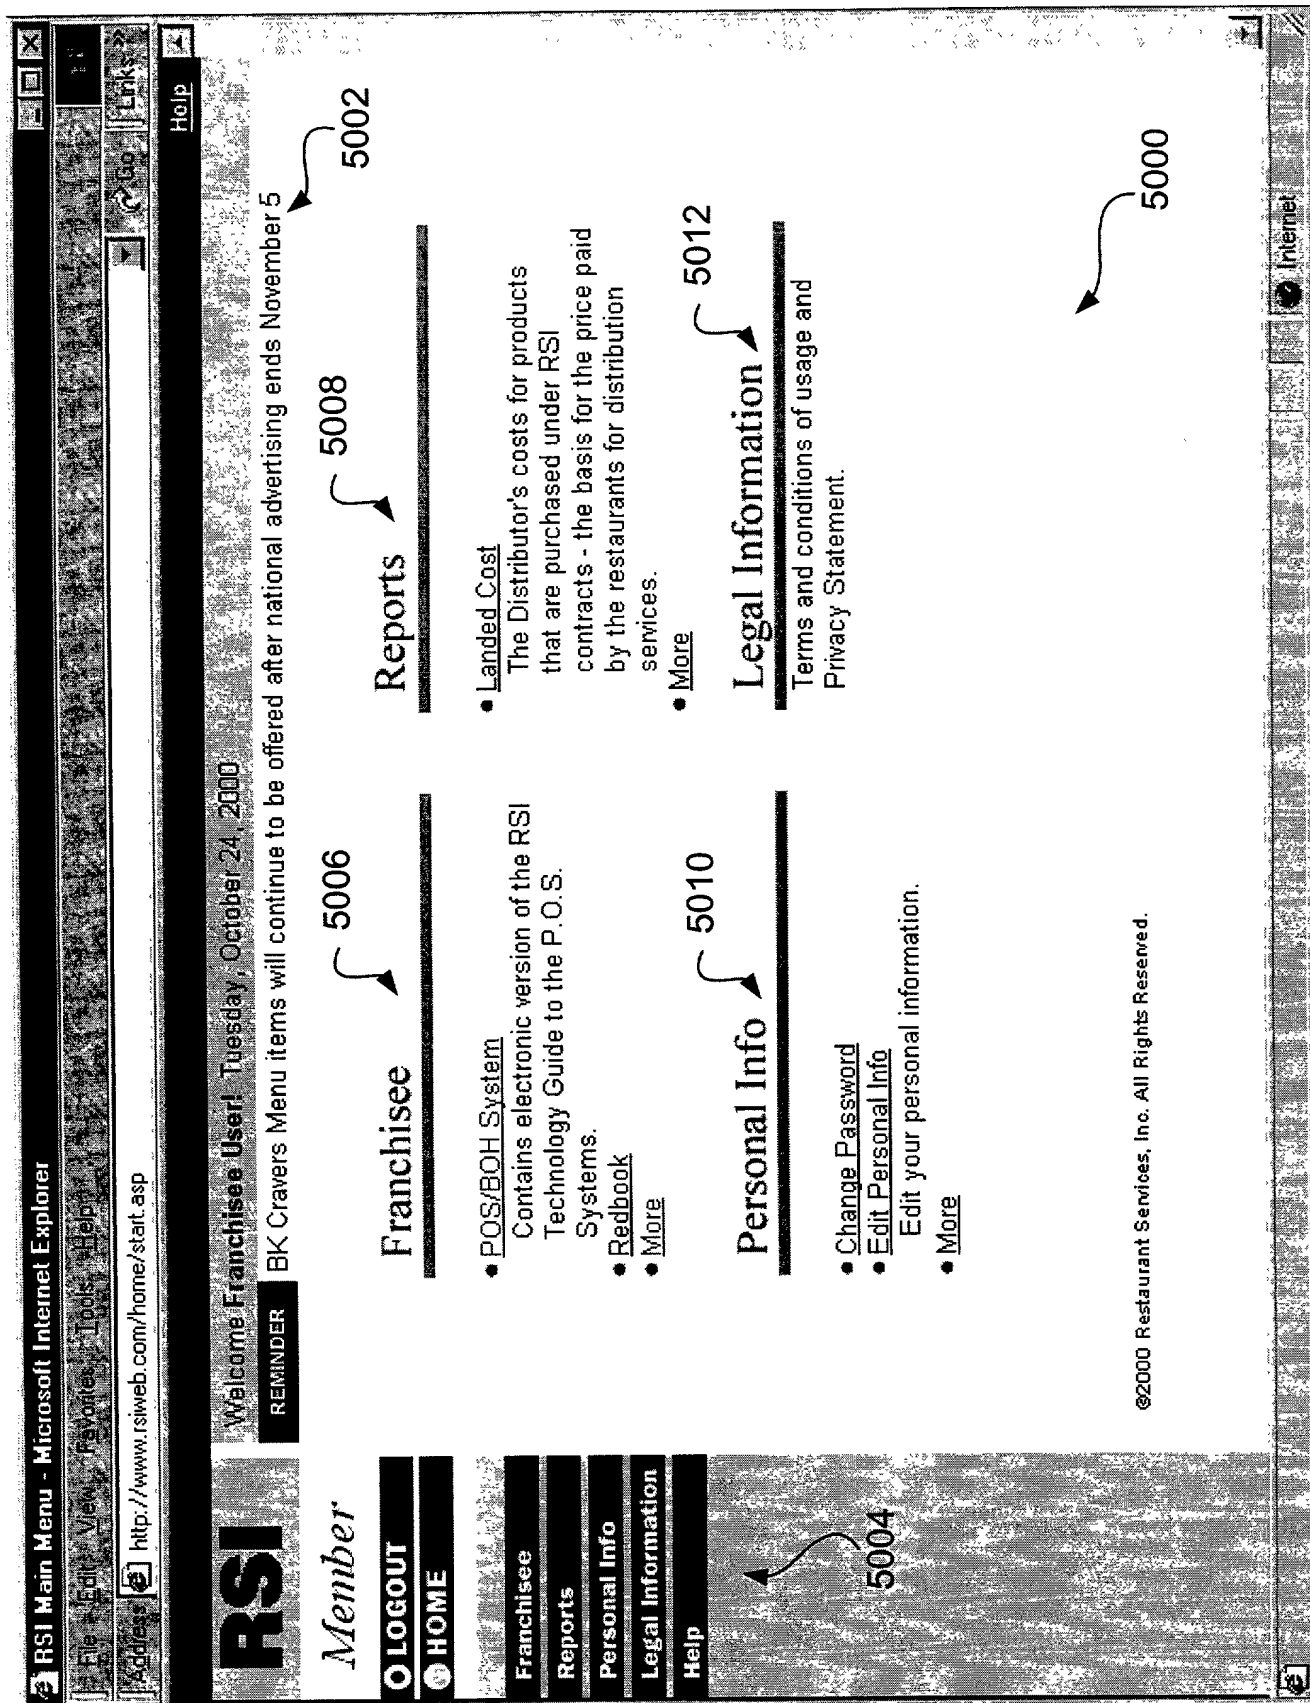 RSI Main Menu - Microsoft Internet Explorer
File Edit View Favorites Tools Help
Address http://www.rsiweb.com/home/start.asp Go Links »
Help
RSI
Welcome Franchisee User! Tuesday, October 24, 2000
REMINDER BK Cravers Menu items will continue to be offered after national advertising ends November 5
5002
Member
LOGOUT
HOME
Franchisee
Reports
Personal Info
Legal Information
Help
5004
Franchisee
5006
• POS/BOH System
Contains electronic version of the RSI
Technology Guide to the P.O.S.
Systems.
• Redbook
• More
Reports
5008
• Landed Cost
The Distributor's costs for products
that are purchased under RSI
contracts - the basis for the price paid
by the restaurants for distribution
services.
• More
Personal Info
5010
• Change Password
• Edit Personal Info
Edit your personal information.
• More
Legal Information
5012
Terms and conditions of usage and
Privacy Statement.
5000
©2000 Restaurant Services, Inc. All Rights Reserved.
Internet